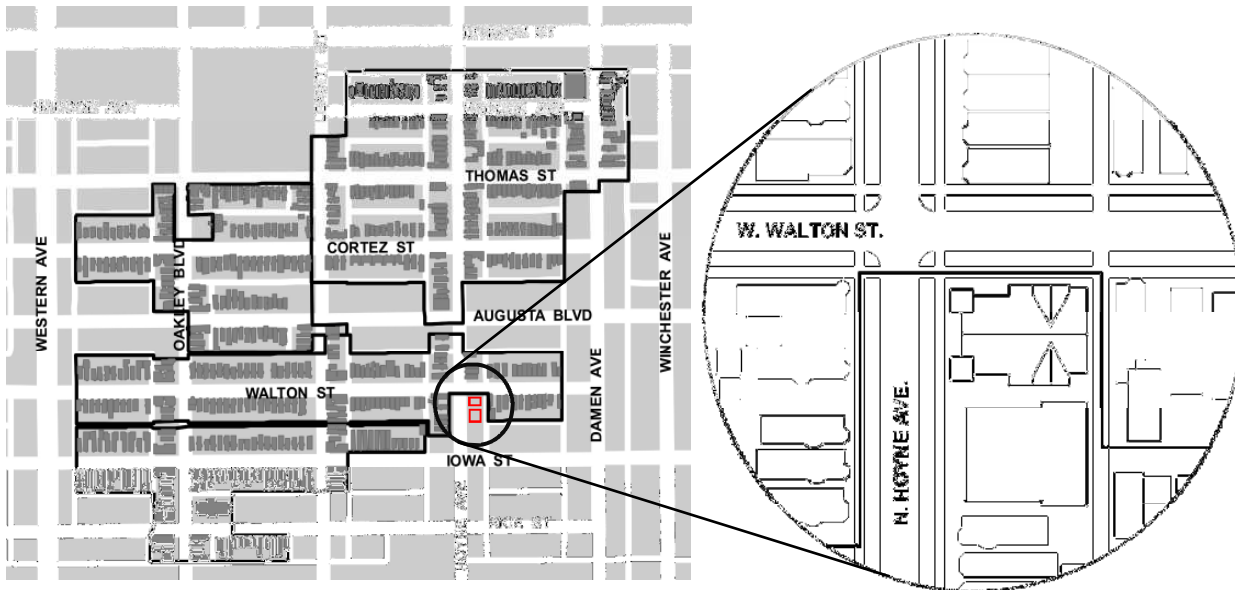 THOMAS ST
CORTEZ ST
WESTERN AVE
OAKLEY BLVD
AUGUSTA BLVD
WINCHESTER AVE
WALTON ST
DAMEN AVE
IOWA ST
W. WALTON ST.
N. HOYNE AVE.